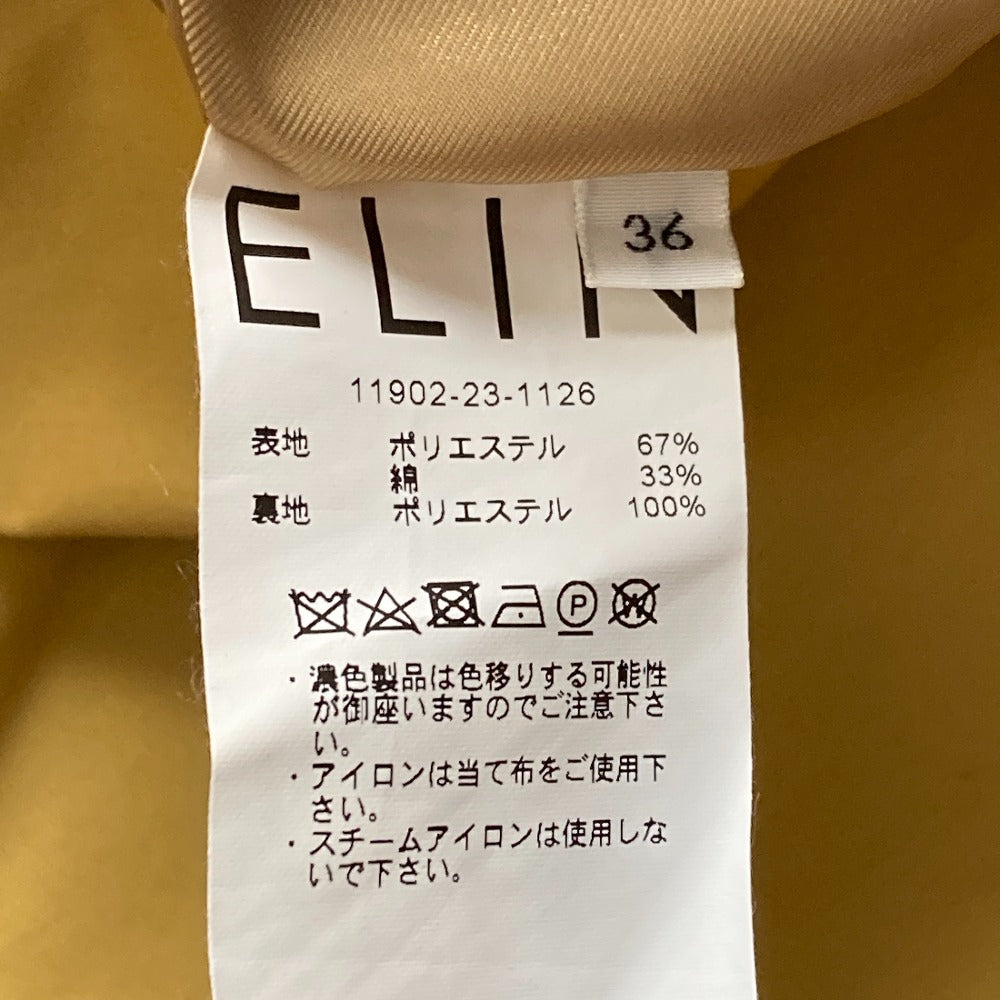 ELIN
36
11902-23-1126
表地 ポリエステル 67%
綿 33%
裏地 ポリエステル 100%
P W
・濃色製品は色移りする可能性
が御座いますのでご注意下さ
い。
・アイロンは当て布をご使用下
さい。
・スチームアイロンは使用しな
いで下さい。